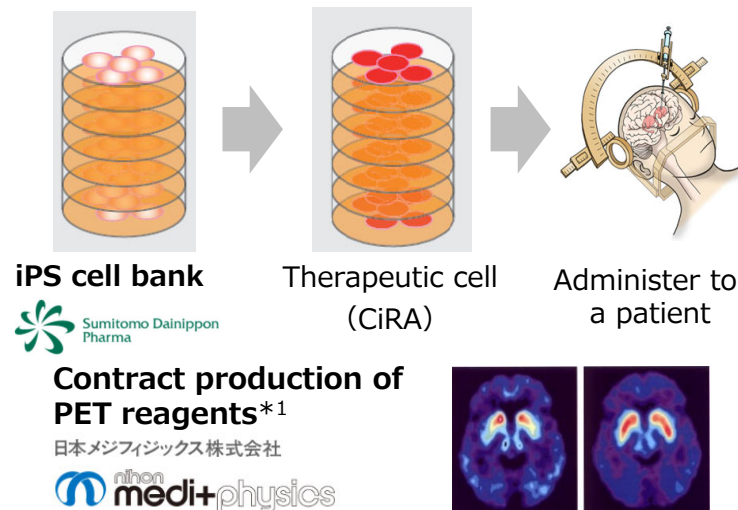 iPS cell bank
Therapeutic cell
（CiRA）
Administer to
a patient
Sumitomo Dainippon
Pharma
Contract production of
PET reagents*1
日本メジフィジックス株式会社
nihon
medi+physics